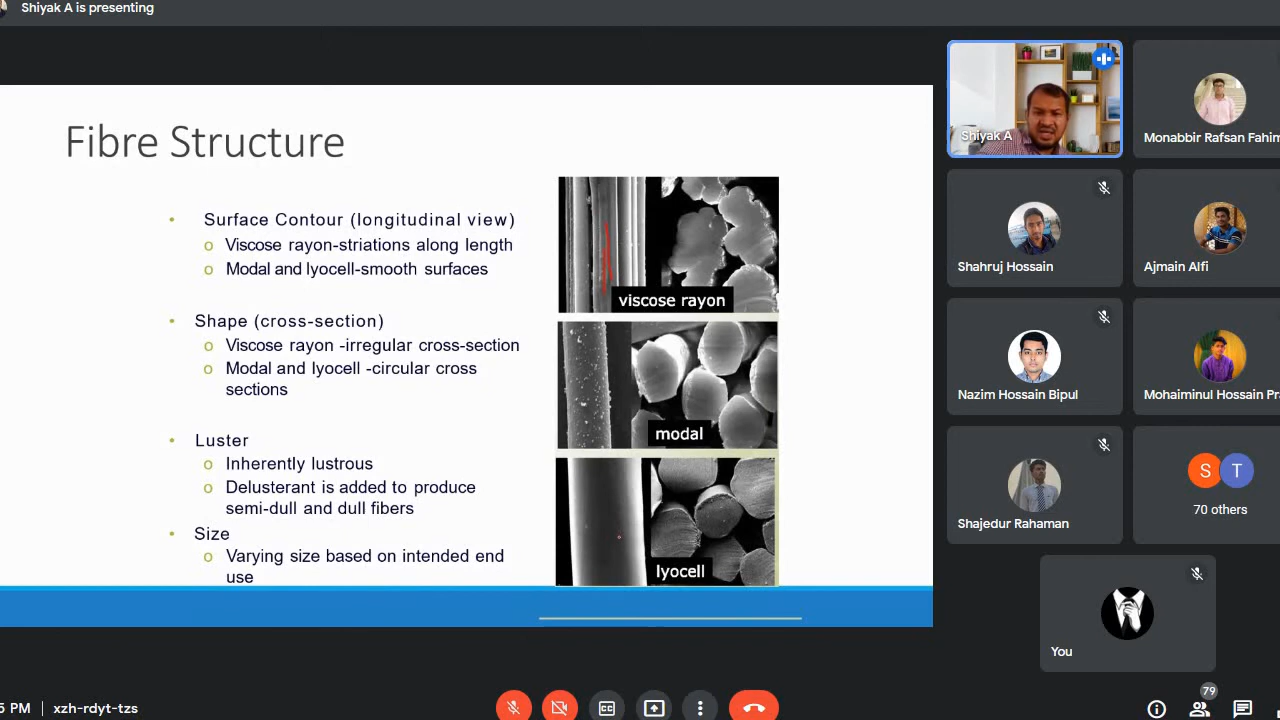 Shiyak A is presenting
Fibre Structure
• Surface Contour (longitudinal view)
o Viscose rayon-striations along length
o Modal and lyocell-smooth surfaces
• Shape (cross-section)
o Viscose rayon -irregular cross-section
o Modal and lyocell -circular cross
sections
• Luster
o Inherently lustrous
o Delusterant is added to produce
semi-dull and dull fibers
• Size
o Varying size based on intended end
use
viscose rayon
modal
lyocell
Shiyak A
Monabbir Rafsan Fahim
Shahruj Hossain
Ajmain Alfi
Nazim Hossain Bipul
Mohaiminul Hossain
Shajedur Rahaman
S T
70 others
You
5 PM | xzh-rdyt-tzs
CC
79